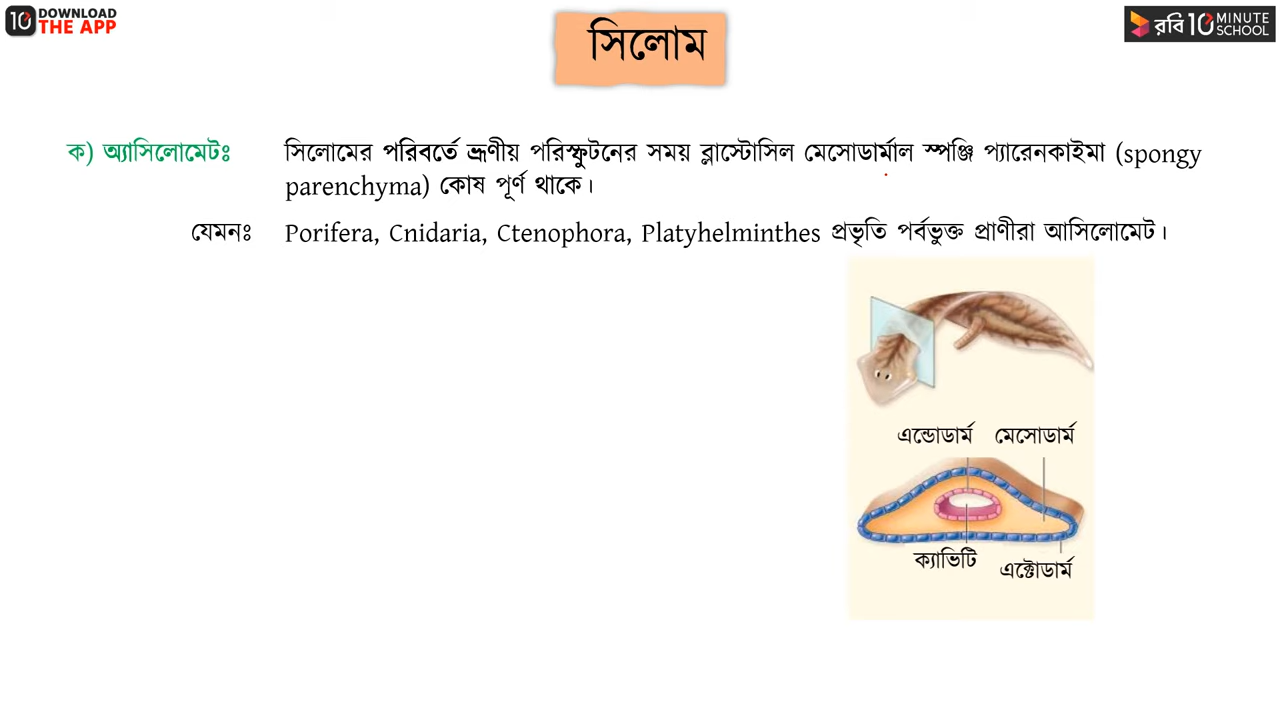 10 DOWNLOAD THE APP
সিলোম
রবি 10 MINUTE SCHOOL
ক) অ্যাসিলোমেটঃ সিলোমের পরিবর্তে ভ্রূণীয় পরিস্ফুটনের সময় ব্লাস্টোসিল মেসোডার্মাল স্পঞ্জি প্যারেনকাইমা (spongy
parenchyma) কোষ পূর্ণ থাকে।
যেমনঃ Porifera, Cnidaria, Ctenophora, Platyhelminthes প্রভৃতি পর্বভুক্ত প্রাণীরা আসিলোমেট।
এন্ডোডার্ম মেসোডার্ম
ক্যাভিটি
এক্টোডার্ম